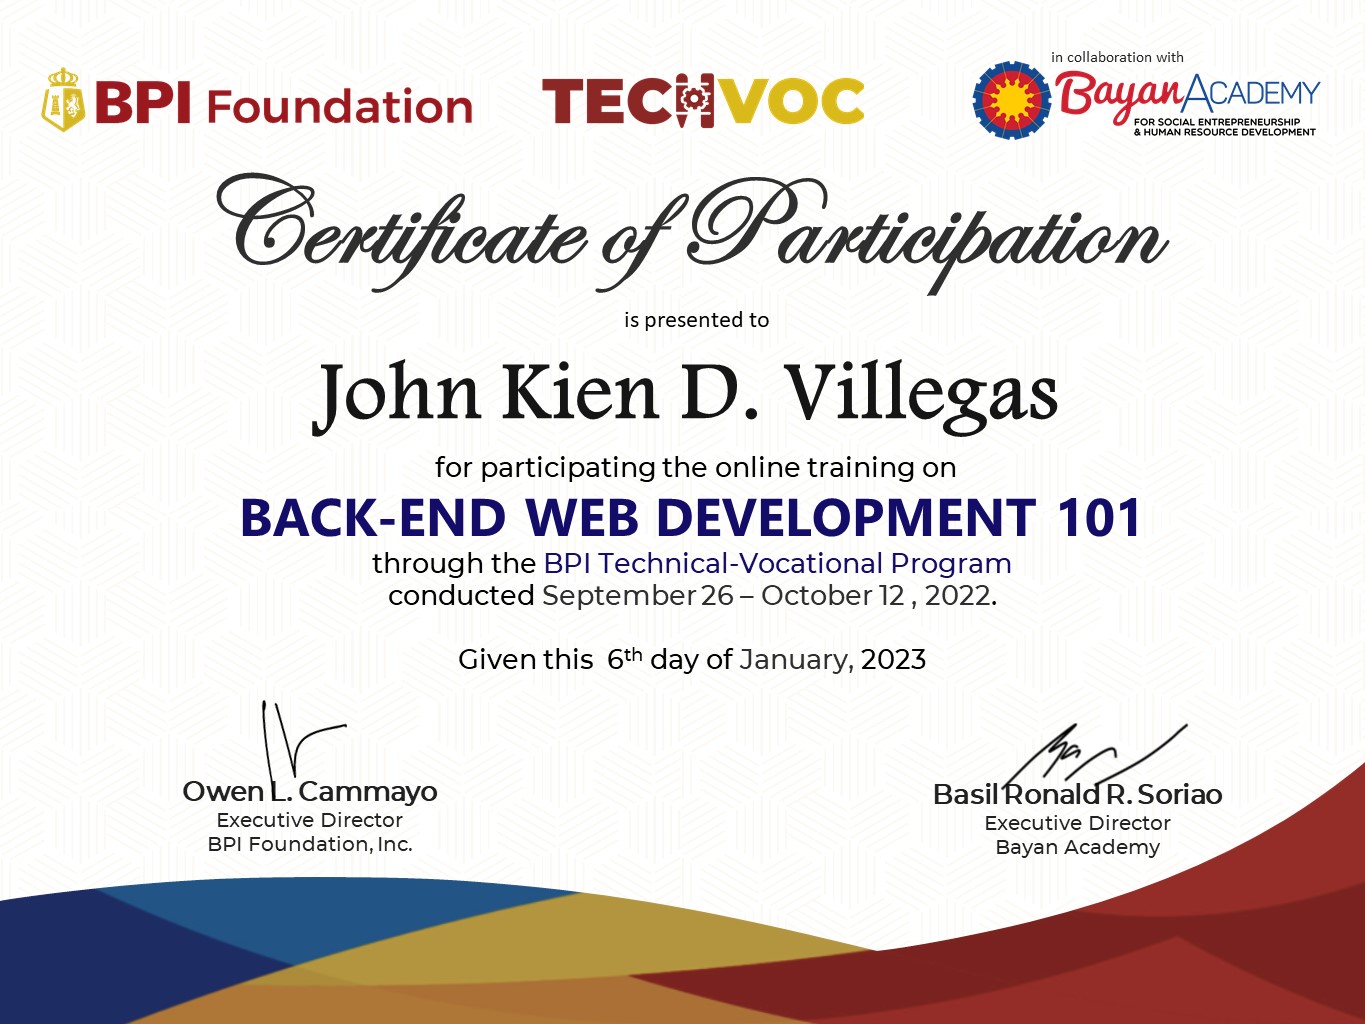 BPI Foundation
TECHVOC
in collaboration with
Bayan ACADEMY
FOR SOCIAL ENTREPRENEURSHIP
& HUMAN RESOURCE DEVELOPMENT
Certificate of Participation
is presented to
John Kien D. Villegas
for participating the online training on
BACK-END WEB DEVELOPMENT 101
through the BPI Technical-Vocational Program
conducted September 26 – October 12 , 2022.
Given this 6th day of January, 2023
Owen L. Cammayo
Executive Director
BPI Foundation, Inc.
Basil Ronald R. Soriao
Executive Director
Bayan Academy